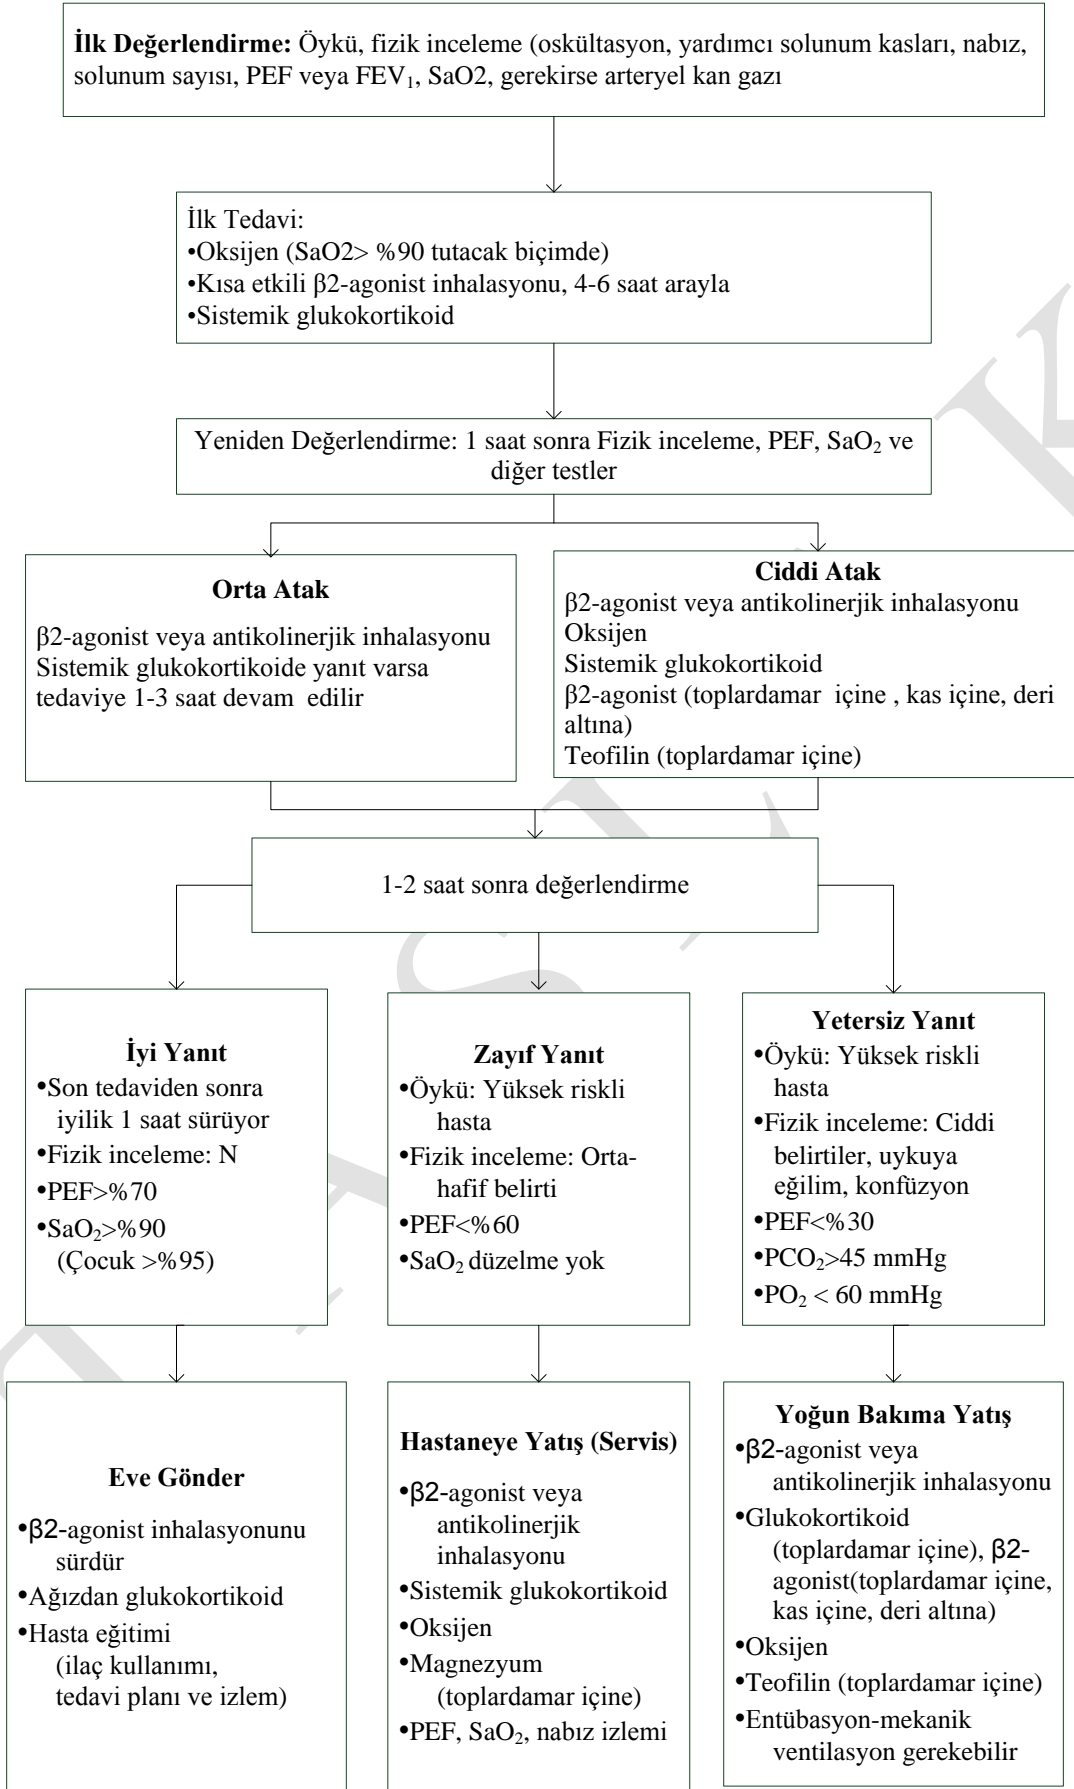 İlk Değerlendirme: Öykü, fizik inceleme (oskültasyon, yardımcı solunum kasları, nabız,
solunum sayısı, PEF veya FEV₁, SaO2, gerekirse arteryel kan gazı
İlk Tedavi:
•Oksijen (SaO2> %90 tutacak biçimde)
•Kısa etkili β2-agonist inhalasyonu, 4-6 saat arayla
•Sistemik glukokortikoid
Yeniden Değerlendirme: 1 saat sonra Fizik inceleme, PEF, SaO₂ ve
diğer testler
Orta Atak
β2-agonist veya antikolinerjik inhalasyonu
Sistemik glukokortikoide yanıt varsa
tedaviye 1-3 saat devam edilir
Ciddi Atak
β2-agonist veya antikolinerjik inhalasyonu
Oksijen
Sistemik glukokortikoid
β2-agonist (toplardamar içine , kas içine, deri
altına)
Teofilin (toplardamar içine)
1-2 saat sonra değerlendirme
İyi Yanıt
•Son tedaviden sonra
iyilik 1 saat sürüyor
•Fizik inceleme: N
•PEF>%70
•SaO₂>%90
(Çocuk >%95)
Zayıf Yanıt
•Öykü: Yüksek riskli
hasta
•Fizik inceleme: Orta-
hafif belirti
•PEF<%60
•SaO₂ düzelme yok
Yetersiz Yanıt
•Öykü: Yüksek riskli
hasta
•Fizik inceleme: Ciddi
belirtiler, uykuya
eğilim, konfüzyon
•PEF<%30
•PCO₂>45 mmHg
•PO₂ < 60 mmHg
Eve Gönder
•β2-agonist inhalasyonunu
sürdür
•Ağızdan glukokortikoid
•Hasta eğitimi
(ilaç kullanımı,
tedavi planı ve izlem)
Hastaneye Yatış (Servis)
•β2-agonist veya
antikolinerjik
inhalasyonu
•Sistemik glukokortikoid
•Oksijen
•Magnezyum
(toplardamar içine)
•PEF, SaO₂, nabız izlemi
Yoğun Bakıma Yatış
•β2-agonist veya
antikolinerjik inhalasyonu
•Glukokortikoid
(toplardamar içine), β2-
agonist(toplardamar içine,
kas içine, deri altına)
•Oksijen
•Teofilin (toplardamar içine)
•Entübasyon-mekanik
ventilasyon gerekebilir